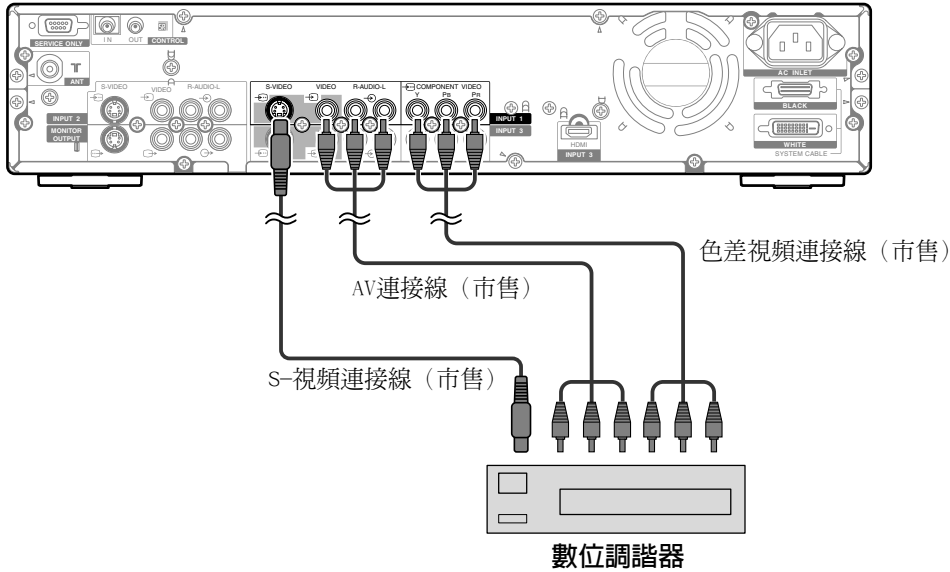 SERVICE ONLY
IN
OUT
CONTROL
ANT
AC INLET
S-VIDEO
VIDEO
R-AUDIO-L
S-VIDEO
VIDEO
R-AUDIO-L
COMPONENT VIDEO
Y
PB
PR
INPUT 2
MONITOR
OUTPUT
INPUT 1
INPUT 3
HDMI
INPUT 3
BLACK
WHITE
SYSTEM CABLE
色差視頻連接線（市售）
AV連接線（市售）
S-視頻連接線（市售）
數位調諧器